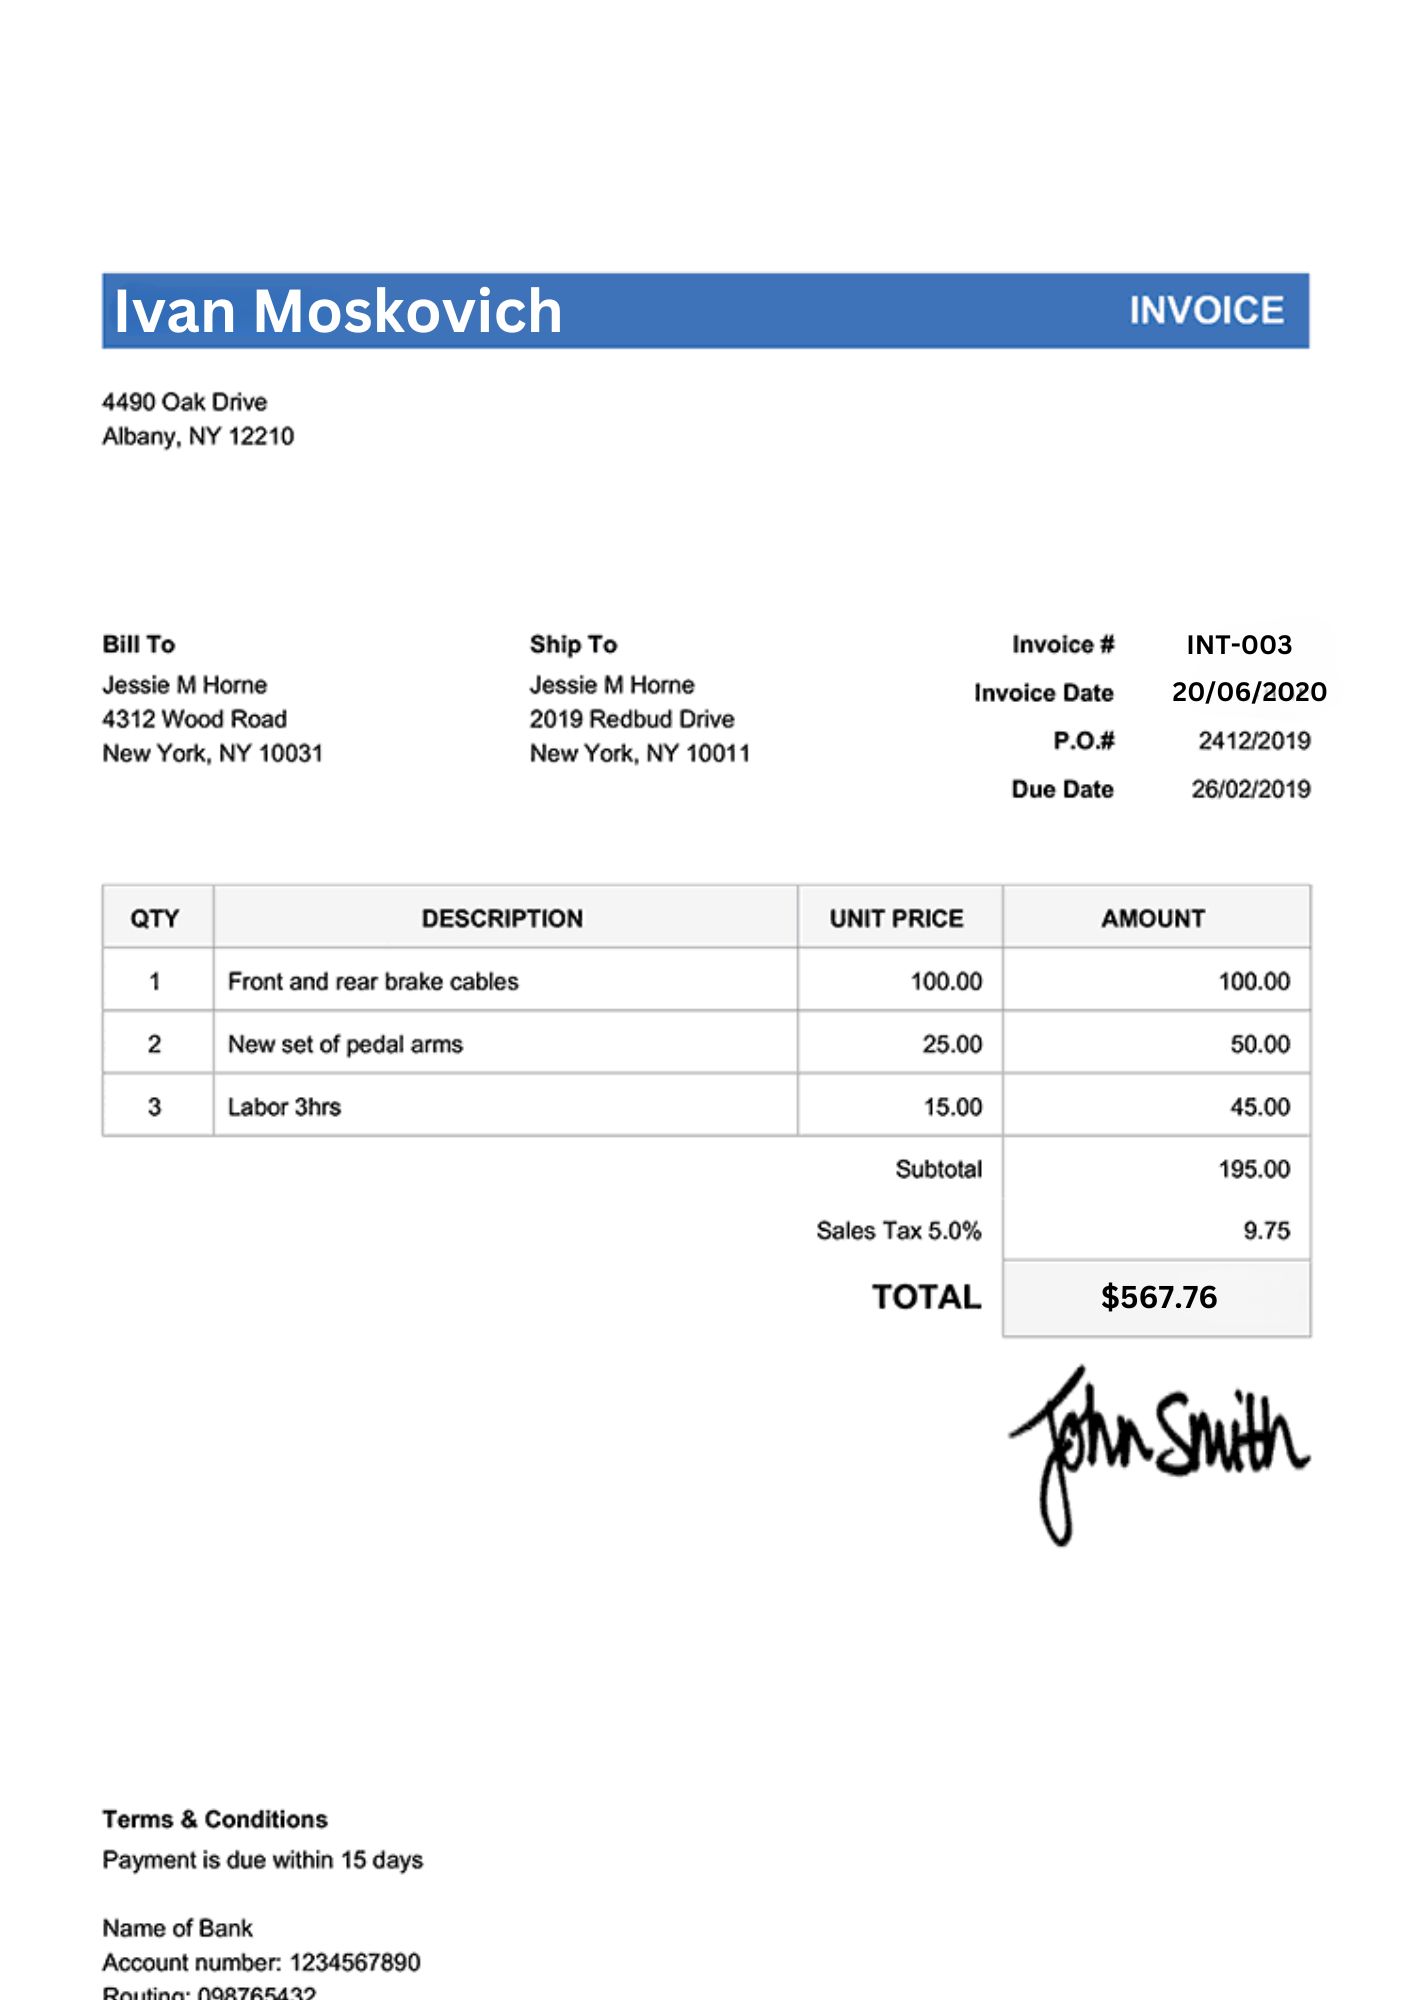 Ivan Moskovich INVOICE
4490 Oak Drive
Albany, NY 12210
Bill To Ship To Invoice # INT-003
Jessie M Horne Jessie M Horne Invoice Date 20/06/2020
4312 Wood Road 2019 Redbud Drive P.O.# 2412/2019
New York, NY 10031 New York, NY 10011 Due Date 26/02/2019
QTY DESCRIPTION UNIT PRICE AMOUNT
1 Front and rear brake cables 100.00 100.00
2 New set of pedal arms 25.00 50.00
3 Labor 3hrs 15.00 45.00
Subtotal 195.00
Sales Tax 5.0% 9.75
TOTAL $567.76
John Smith
Terms & Conditions
Payment is due within 15 days
Name of Bank
Account number: 1234567890
Routing: 098765432